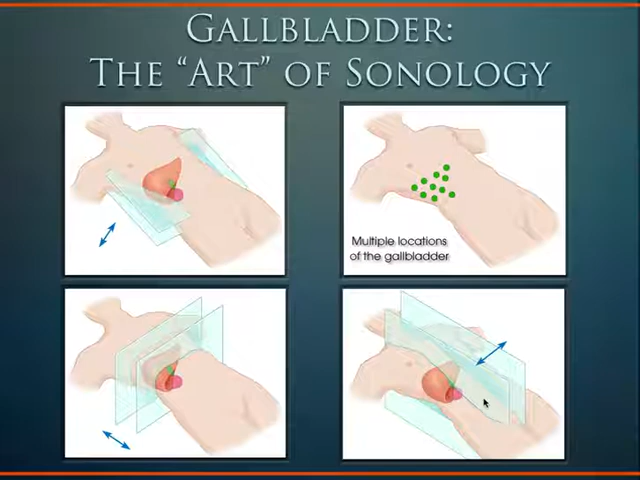 GALLBLADDER:
THE “ART” OF SONOLOGY
Multiple locations
of the gallbladder